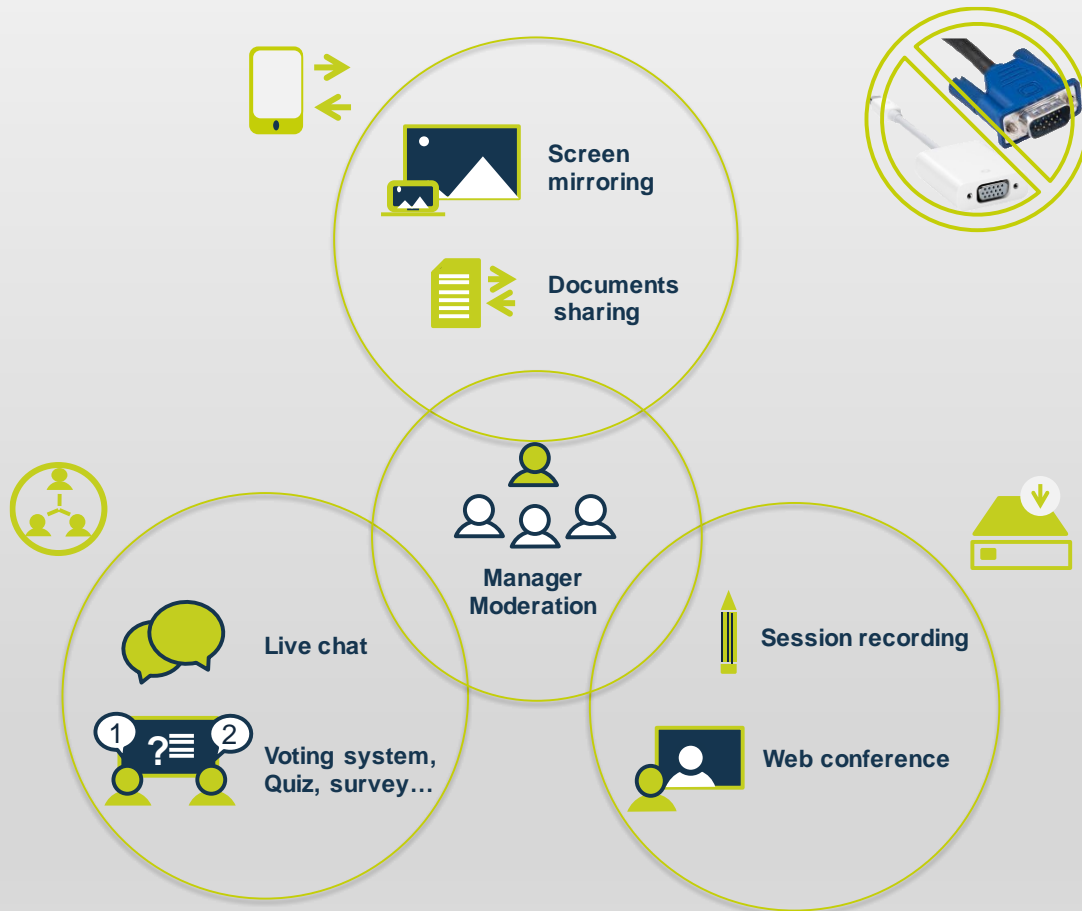 Screen
mirroring
Documents
sharing
Manager
Moderation
Live chat
1
2
?
Voting system,
Quiz, survey…
Session recording
Web conference